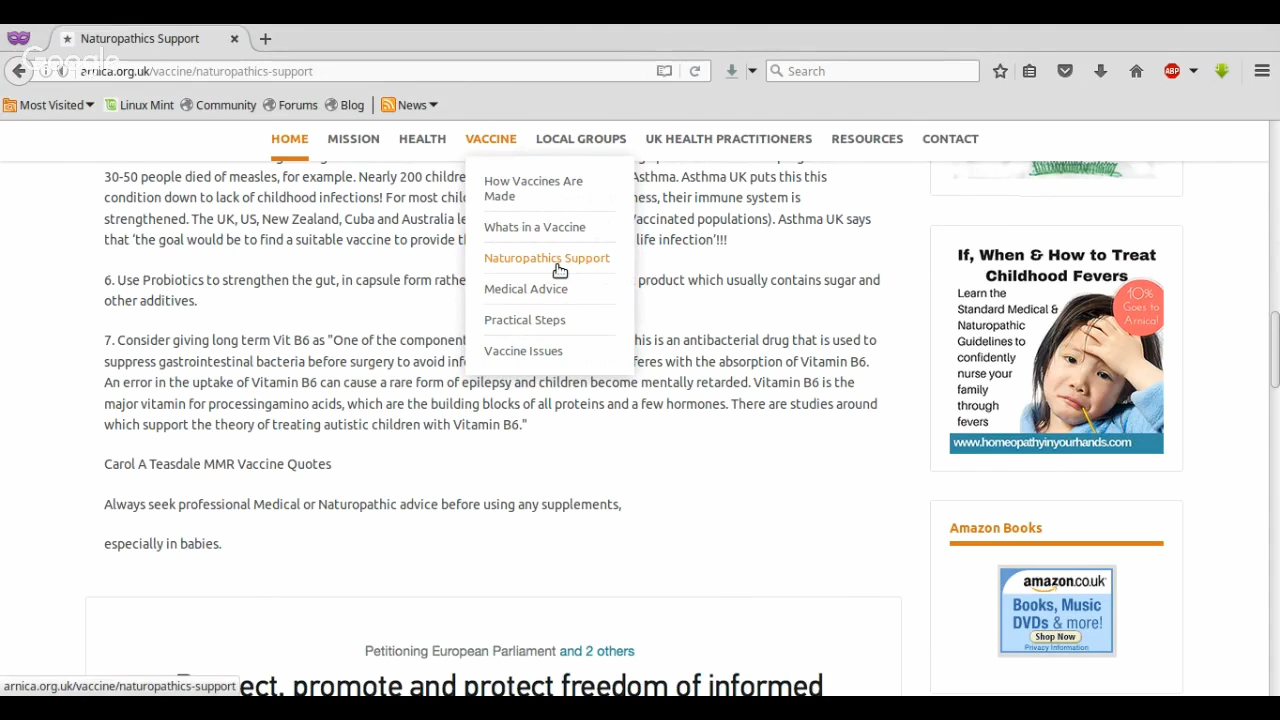 Naturopathics Support
Google
arnica.org.uk/vaccine/naturopathics-support
Search
ABP
Most Visited
Linux Mint
Community
Forums
Blog
News
HOME
MISSION
HEALTH
VACCINE
LOCAL GROUPS
UK HEALTH PRACTITIONERS
RESOURCES
CONTACT
How Vaccines Are
Made
Whats in a Vaccine
Naturopathics Support
Medical Advice
Practical Steps
Vaccine Issues
30-50 people died of measles, for example. Nearly 200 childre Asthma. Asthma UK puts this this
condition down to lack of childhood infections! For most chil ness, their immune system is
strengthened. The UK, US, New Zealand, Cuba and Australia le Vaccinated populations). Asthma UK says
that 'the goal would be to find a suitable vaccine to provide th life infection'!!!
6. Use Probiotics to strengthen the gut, in capsule form rathe product which usually contains sugar and
other additives.
7. Consider giving long term Vit B6 as "One of the component his is an antibacterial drug that is used to
suppress gastrointestinal bacteria before surgery to avoid inf feres with the absorption of Vitamin B6.
An error in the uptake of Vitamin B6 can cause a rare form of epilepsy and children become mentally retarded. Vitamin B6 is the
major vitamin for processingamino acids, which are the building blocks of all proteins and a few hormones. There are studies around
which support the theory of treating autistic children with Vitamin B6."
Carol A Teasdale MMR Vaccine Quotes
Always seek professional Medical or Naturopathic advice before using any supplements,
especially in babies.
Petitioning European Parliament and 2 others
ect, promote and protect freedom of informed
If, When & How to Treat
Childhood Fevers
Learn the
Standard Medical &
Naturopathic
Guidelines to
confidently
nurse your
family
through
fevers
10%
Goes to
Arnica!
www.homeopathyinyourhands.com
Amazon Books
amazon.co.uk
Books, Music
DVDs & more!
Shop Now
Privacy Information
arnica.org.uk/vaccine/naturopathics-support